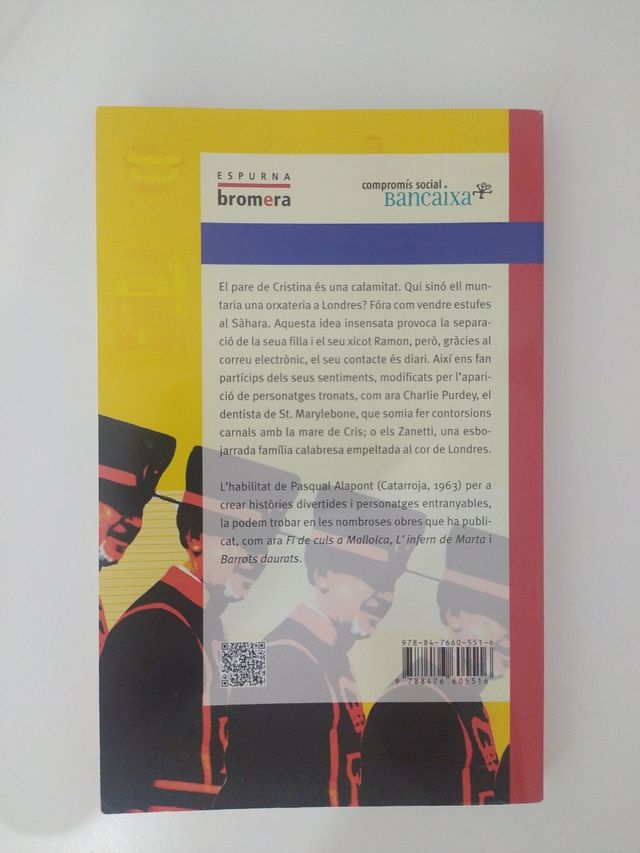 ESPURNA
bromera
compromís social
Bancaixa
El pare de Cristina és una calamitat. Qui sinó ell mun-
taria una orxateria a Londres? Fóra com vendre estufes
al Sàhara. Aquesta idea insensata provoca la separa-
ció de la seua filla i el seu xicot Ramon, però, gràcies al
correu electrònic, el seu contacte és diari. Així ens fan
partícips dels seus sentiments, modificats per l'apari-
ció de personatges tronats, com ara Charlie Purdey, el
dentista de St. Marylebone, que somia fer contorsions
carnals amb la mare de Cris; o els Zanetti, una esbo-
jarrada família calabresa empeltada al cor de Londres.
L'habilitat de Pasqual Alapont (Catarroja, 1963) per a
crear històries divertides i personatges entranyables,
la podem trobar en les nombroses obres que ha publi-
cat, com ara Fi de culs a Mallolca, L'infern de Marta i
Barrots daurats.
978-84-7660-551-6
9 788476 605516